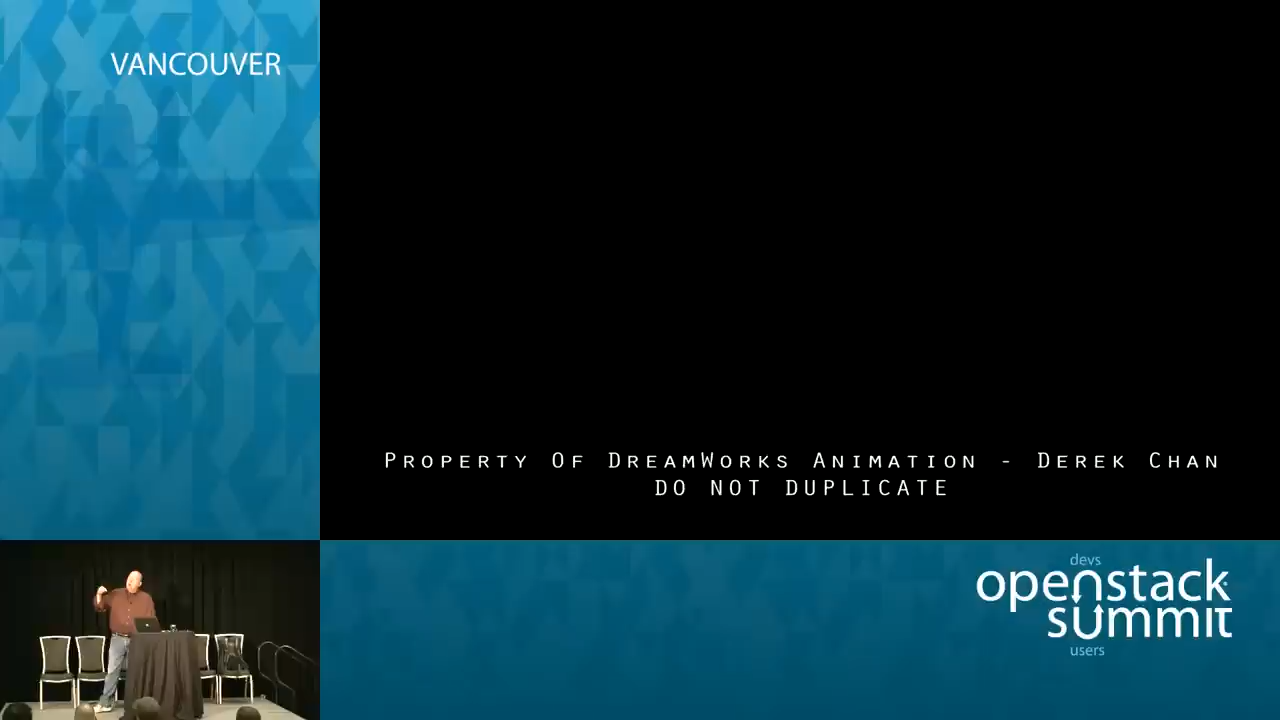 VANCOUVER
Property Of DreamWorks Animation - Derek Chan
DO NOT DUPLICATE
devs
openstack
summit
users